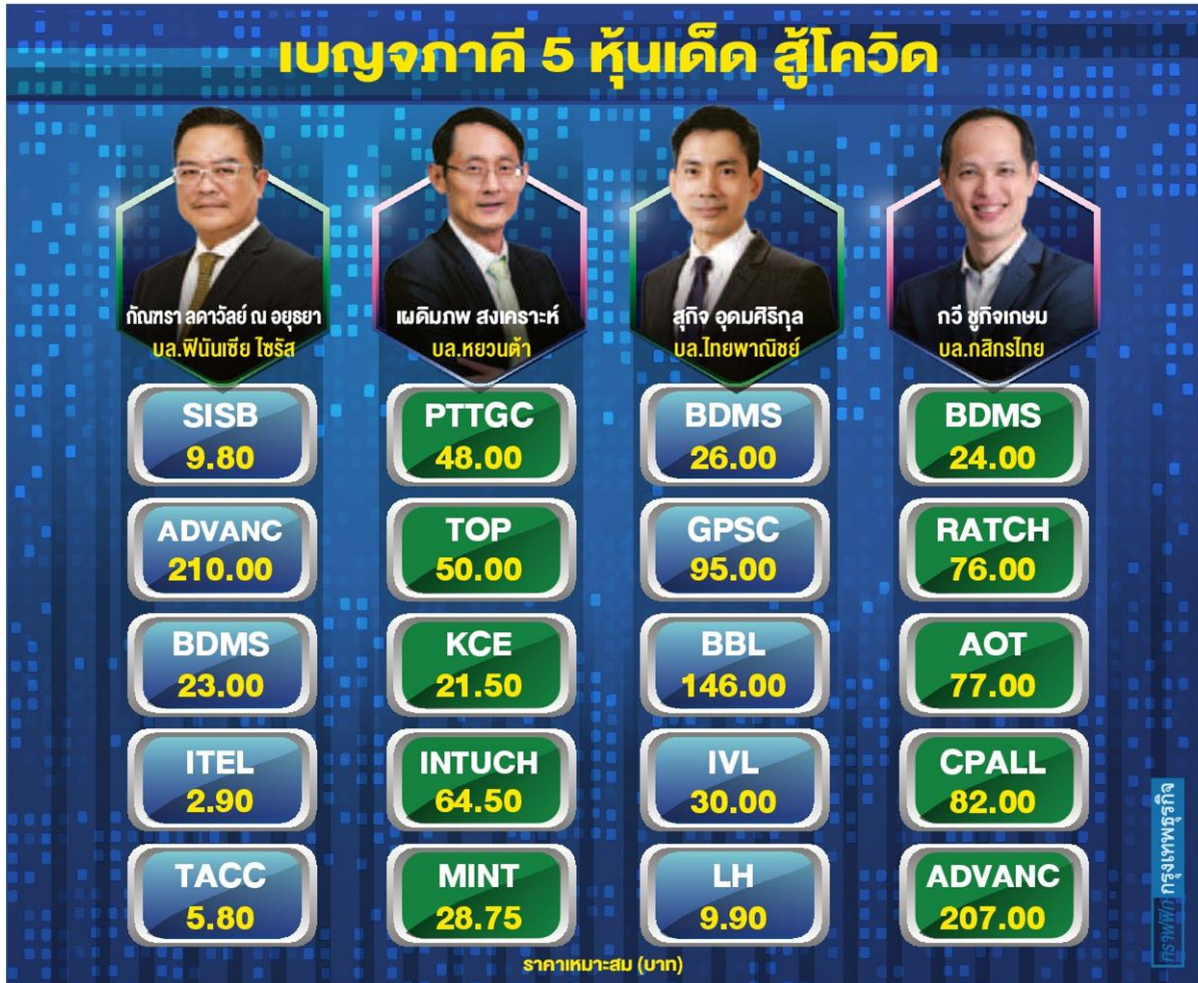 เบญจภาคี 5 หุ้นเด็ด สู้โควิด
กัณฑรา ลดาวัลย์ ณ อยุธยา
บล.ฟินันเซีย ไซรัส
SISB
9.80
ADVANC
210.00
BDMS
23.00
ITEL
2.90
TACC
5.80
เผดิมภพ สงเคราะห์
บล.หยวนต้า
PTTGC
48.00
TOP
50.00
KCE
21.50
INTUCH
64.50
MINT
28.75
สุกิจ อุดมศิริกุล
บล.ไทยพาณิชย์
BDMS
26.00
GPSC
95.00
BBL
146.00
IVL
30.00
LH
9.90
กวี ชูกิจเกษม
บล.กสิกรไทย
BDMS
24.00
RATCH
76.00
AOT
77.00
CPALL
82.00
ADVANC
207.00
ราคาเหมาะสม (บาท)
กราฟฟิก กรุงเทพธุรกิจ